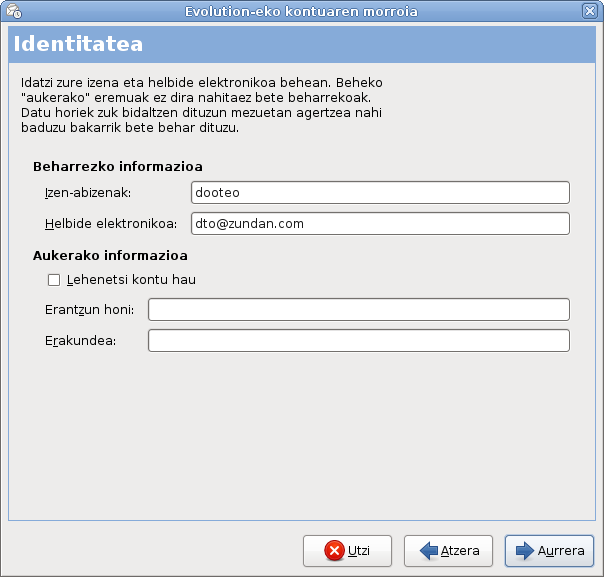 Evolution-eko kontuaren morroia
Identitatea
Idatzi zure izena eta helbide elektronikoa behean. Beheko
"aukerako" eremuak ez dira nahitaez bete beharrekoak.
Datu horiek zuk bidaltzen dituzun mezuetan agertzea nahi
baduzu bakarrik bete behar dituzu.
Beharrezko informazioa
Izen-abizenak: dooteo
Helbide elektronikoa: dto@zundan.com
Aukerako informazioa
Lehenetsi kontu hau
Erantzun honi:
Erakundea:
Utzi Atzera Aurrera